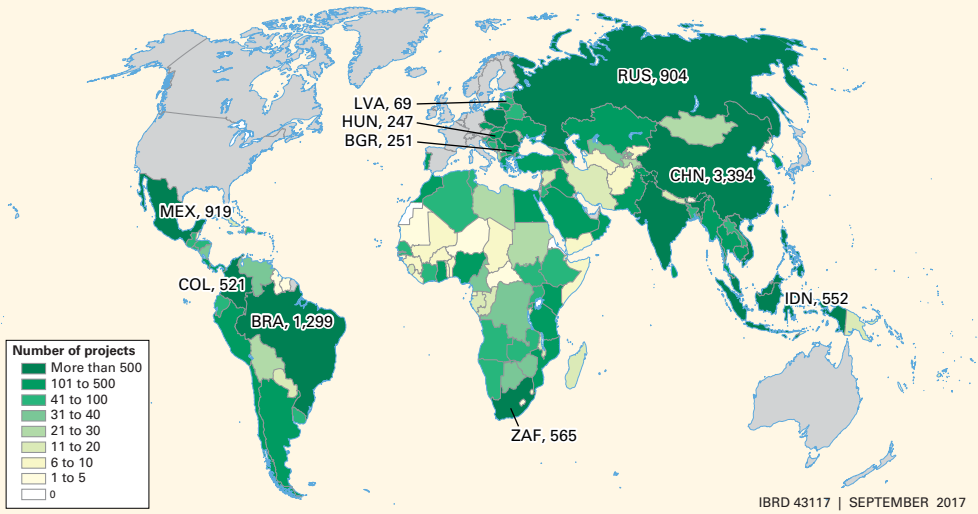 RUS, 904
LVA, 69
HUN, 247
BGR, 251
CHN, 3,394
MEX, 919
COL, 521
IDN, 552
BRA, 1,299
ZAF, 565
Number of projects
More than 500
101 to 500
41 to 100
31 to 40
21 to 30
11 to 20
6 to 10
1 to 5
0
IBRD 43117 | SEPTEMBER 2017